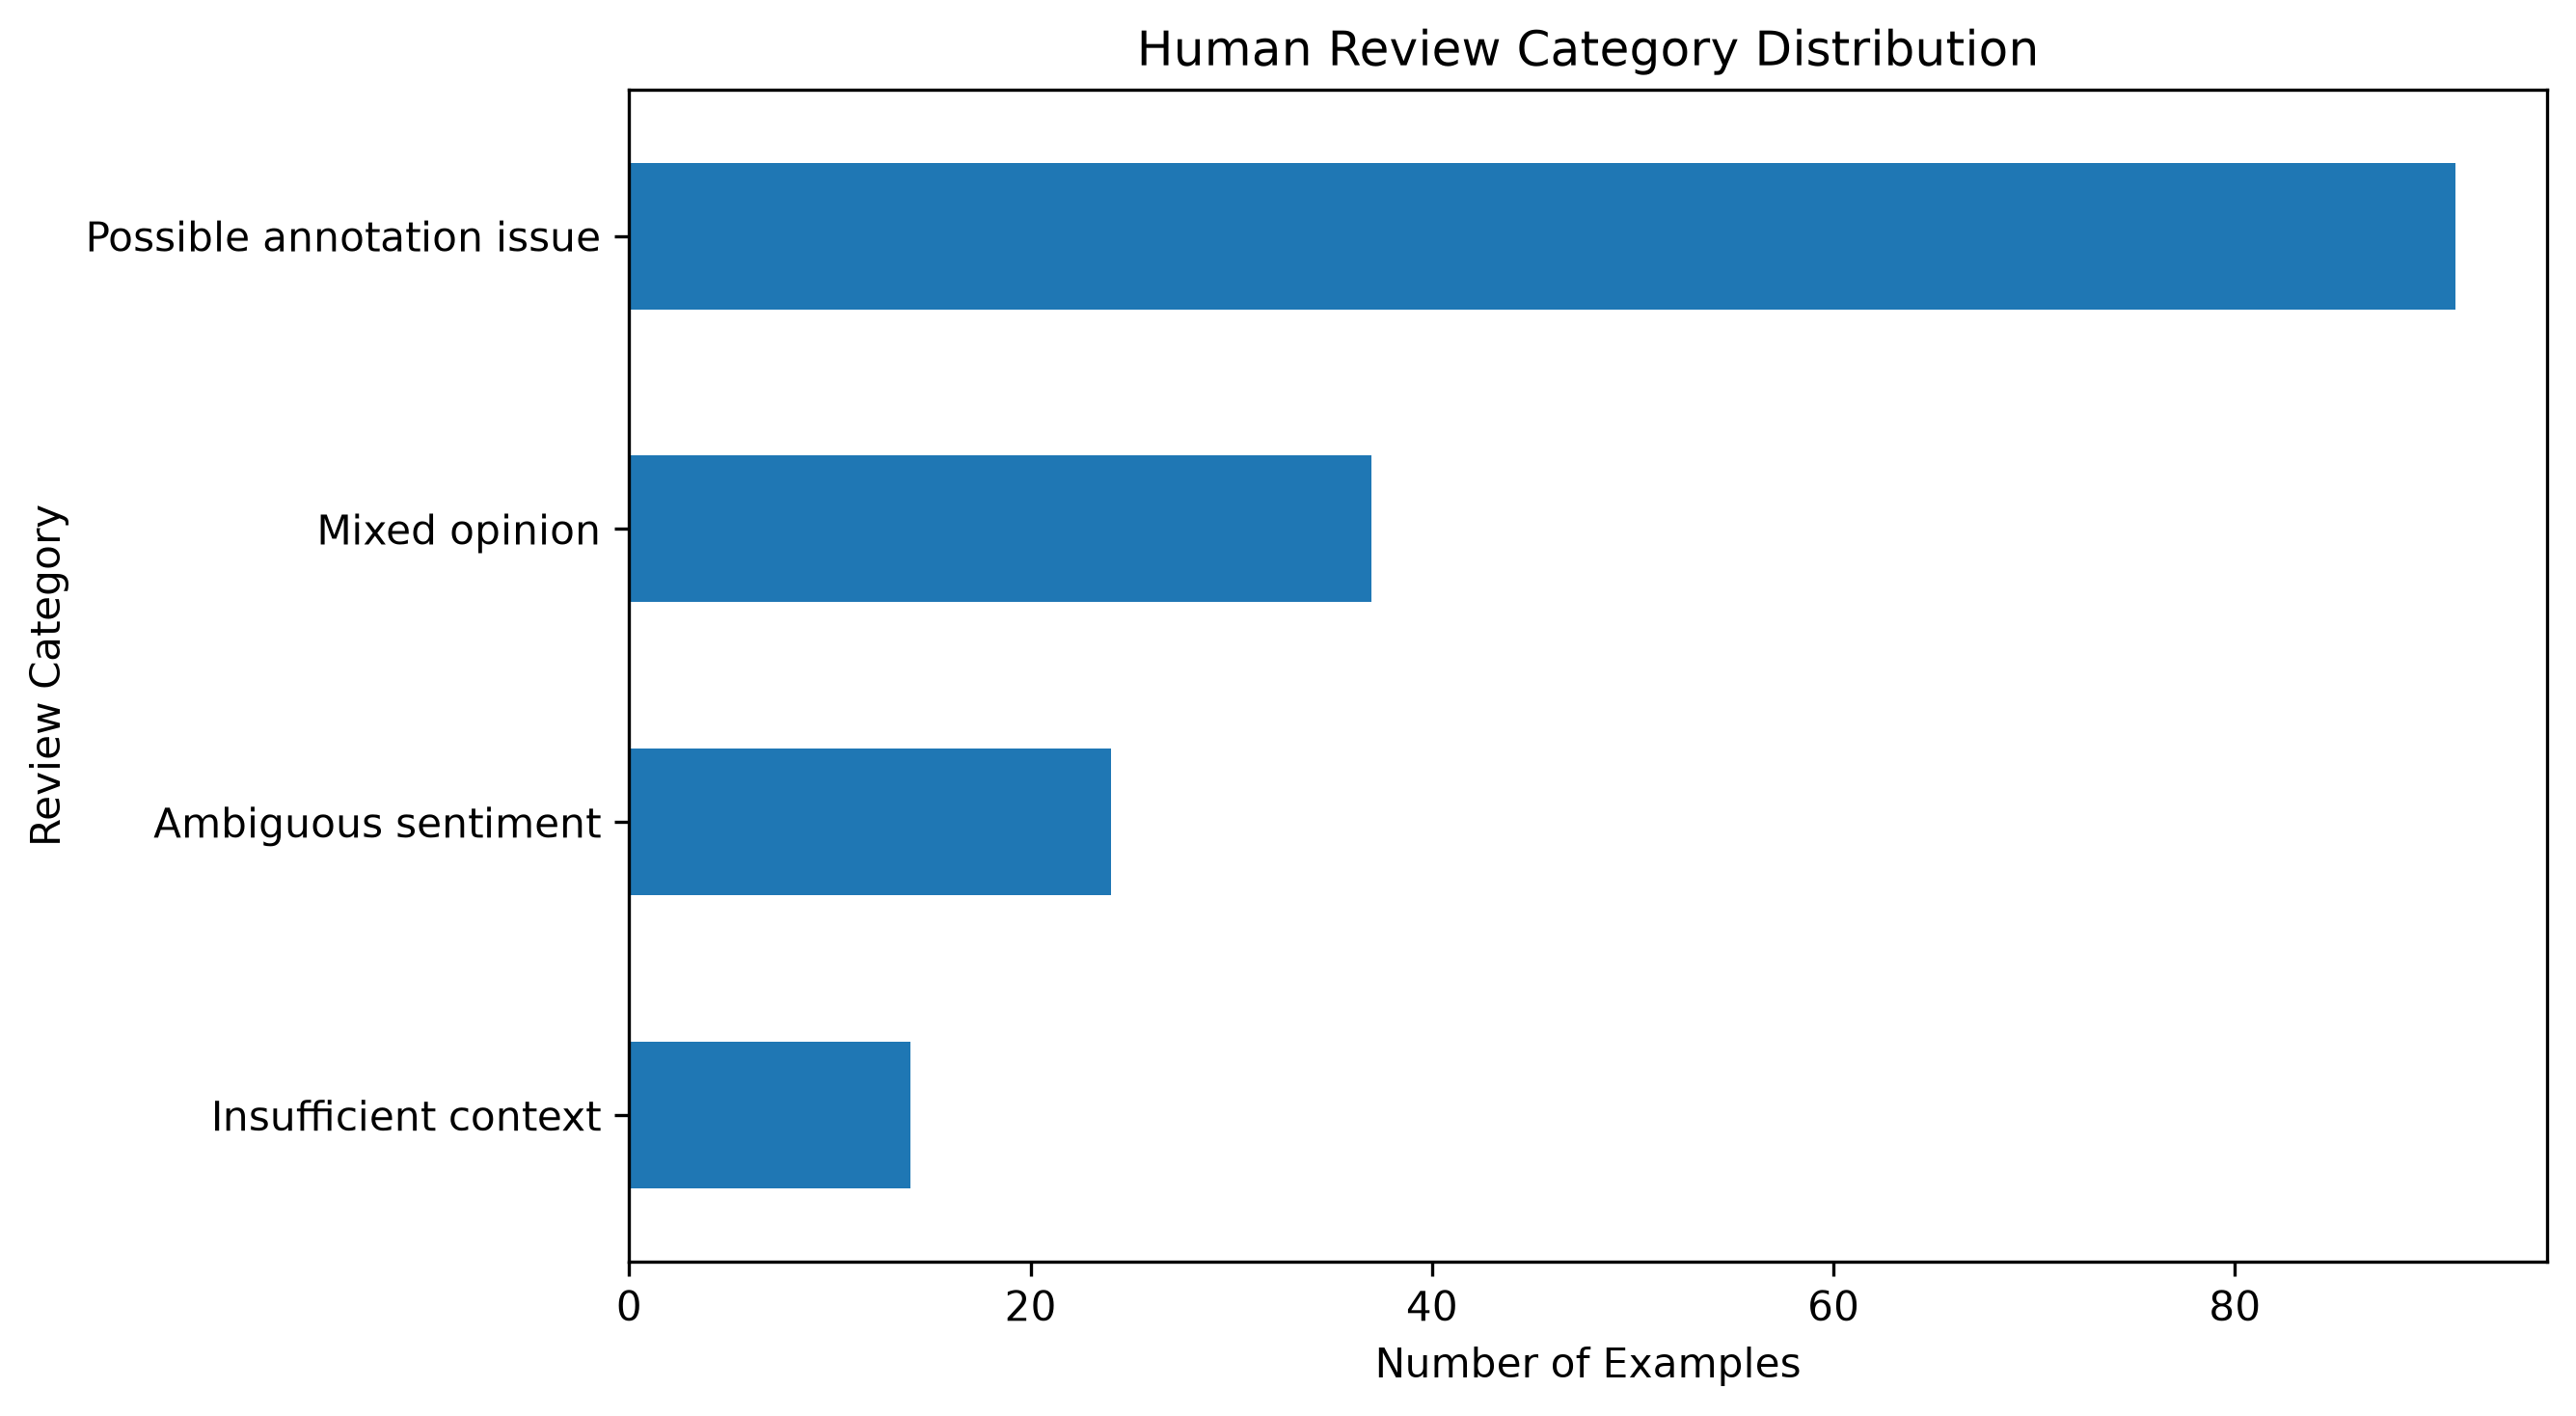 Human Review Category Distribution
Review Category
Possible annotation issue
Mixed opinion
Ambiguous sentiment
Insufficient context
0 20 40 60 80
Number of Examples